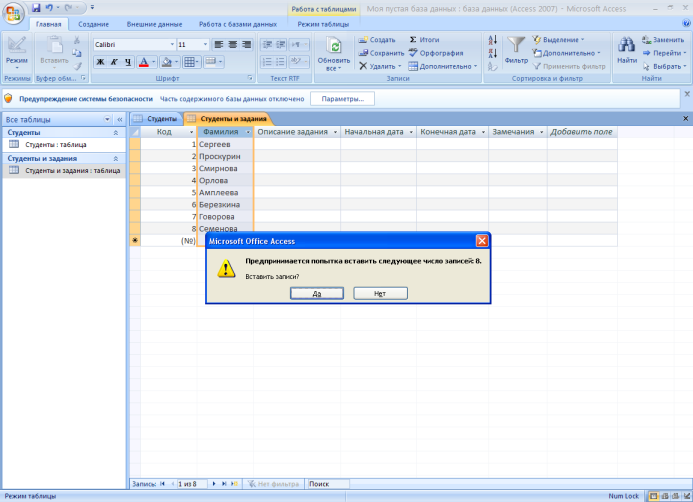 Работа с таблицами
Моя пустая база данных : база данных (Access 2007) - Microsoft Access
Главная Создание Внешние данные Работа с базами данных Режим таблицы
Режим
Вставить
Calibri 11
Ж К Ч
Обновить все
Создать
Сохранить
Удалить
Итоги
Орфография
Дополнительно
Фильтр
Выделение
Дополнительно
Применить фильтр
Найти
Заменить
Перейти
Выбрать
Режимы Буфер обм... Шрифт Текст RTF Записи Сортировка и фильтр Найти
Предупреждение системы безопасности Часть содержимого базы данных отключено Параметры...
Все таблицы
Студенты
Студенты : таблица
Студенты и задания
Студенты и задания : таблица
Студенты Студенты и задания
Код Фамилия Описание задания Начальная дата Конечная дата Замечания Добавить поле
1 Сергеев
2 Проскурин
3 Смирнова
4 Орлова
5 Амплеева
6 Березкина
7 Говорова
8 Семенова
(№)
Microsoft Office Access
Предпринимается попытка вставить следующее число записей: 8.
Вставить записи?
Да Нет
Запись: 1 из 8 Нет фильтра Поиск
Режим таблицы Num Lock